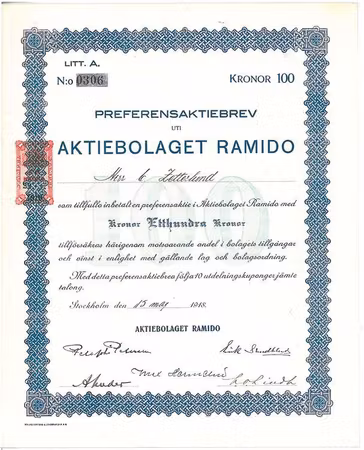 LITT. A.
N:o 0306
KRONOR 100
PREFERENSAKTIEBREV
UTI
AKTIEBOLAGET RAMIDO
C. Zetterlund
som tillfullo inbetalt en preferensaktie i Aktiebolaget Ramido med
Kronor Etthundra Kronor
tillförsäkras härigenom motsvarande andel i bolagets tillgångar
och vinst i enlighet med gällande lag och bolagsordning.
Med detta preferensaktiebrev följa 10 utdelningskuponger jämte
talong.
Stockholm den 15 maj 1918.
AKTIEBOLAGET RAMIDO